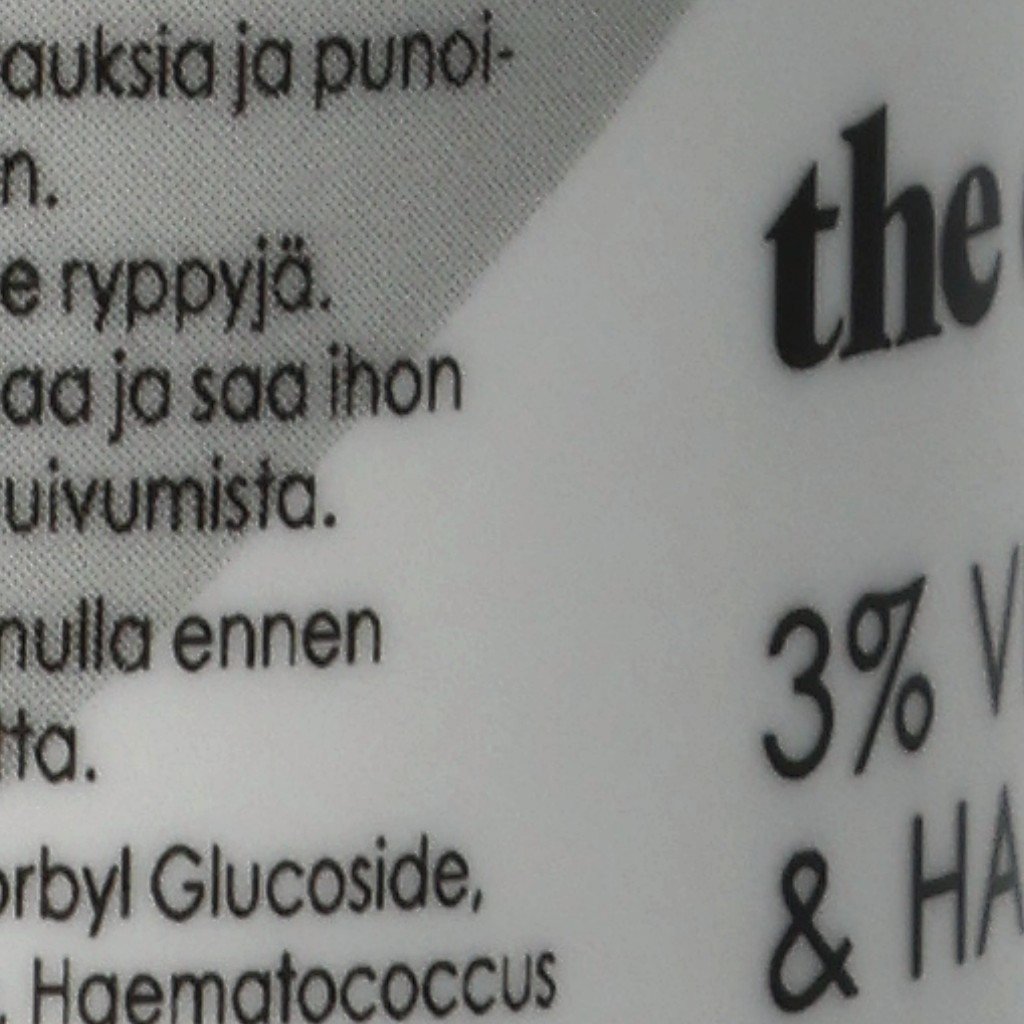 auksia ja punoi-
n.
e ryppyjä.
aa ja saa ihon
uivumista.
nulla ennen
tta.
orbyl Glucoside,
. Haematococcus
the
3% V
& HA